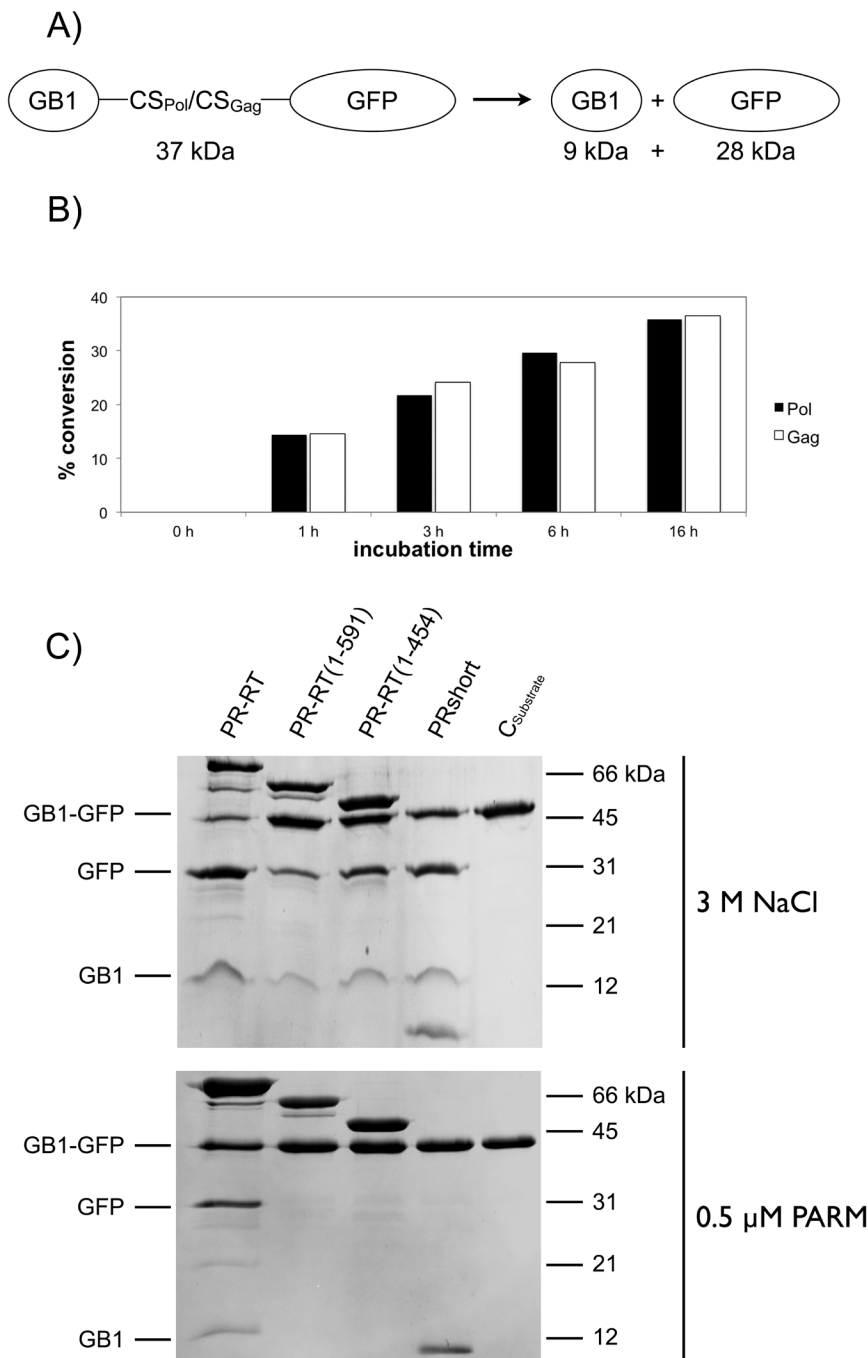 A)
GB1 CSPol/CSGag GFP GB1 + GFP
37 kDa 9 kDa + 28 kDa
B)
% conversion
40
30
20
10
0
0 h 1 h 3 h 6 h 16 h
incubation time
Pol
Gag
C)
PR-RT PR-RT(1-591) PR-RT(1-454) PRshort CSubstrate
GB1-GFP
GFP
GB1
66 kDa
45
31
21
12
3 M NaCl
GB1-GFP
GFP
GB1
66 kDa
45
31
21
12
0.5 µM PARM